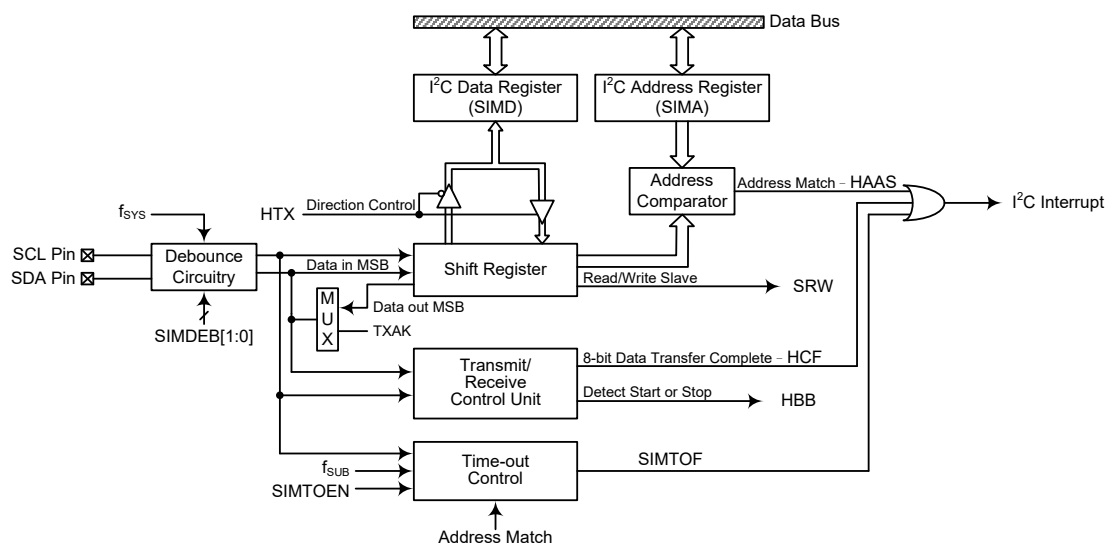 Data Bus
I²C Data Register
(SIMD)
I²C Address Register
(SIMA)
Address
Comparator
Address Match - HAAS
I²C Interrupt
HTX
Direction Control
fSYS
SCL Pin
SDA Pin
Debounce
Circuitry
SIMDEB[1:0]
Data in MSB
Shift Register
Read/Write Slave
SRW
MUX
Data out MSB
TXAK
Transmit/
Receive
Control Unit
8-bit Data Transfer Complete - HCF
Detect Start or Stop
HBB
fSUB
SIMTOEN
Time-out
Control
SIMTOF
Address Match